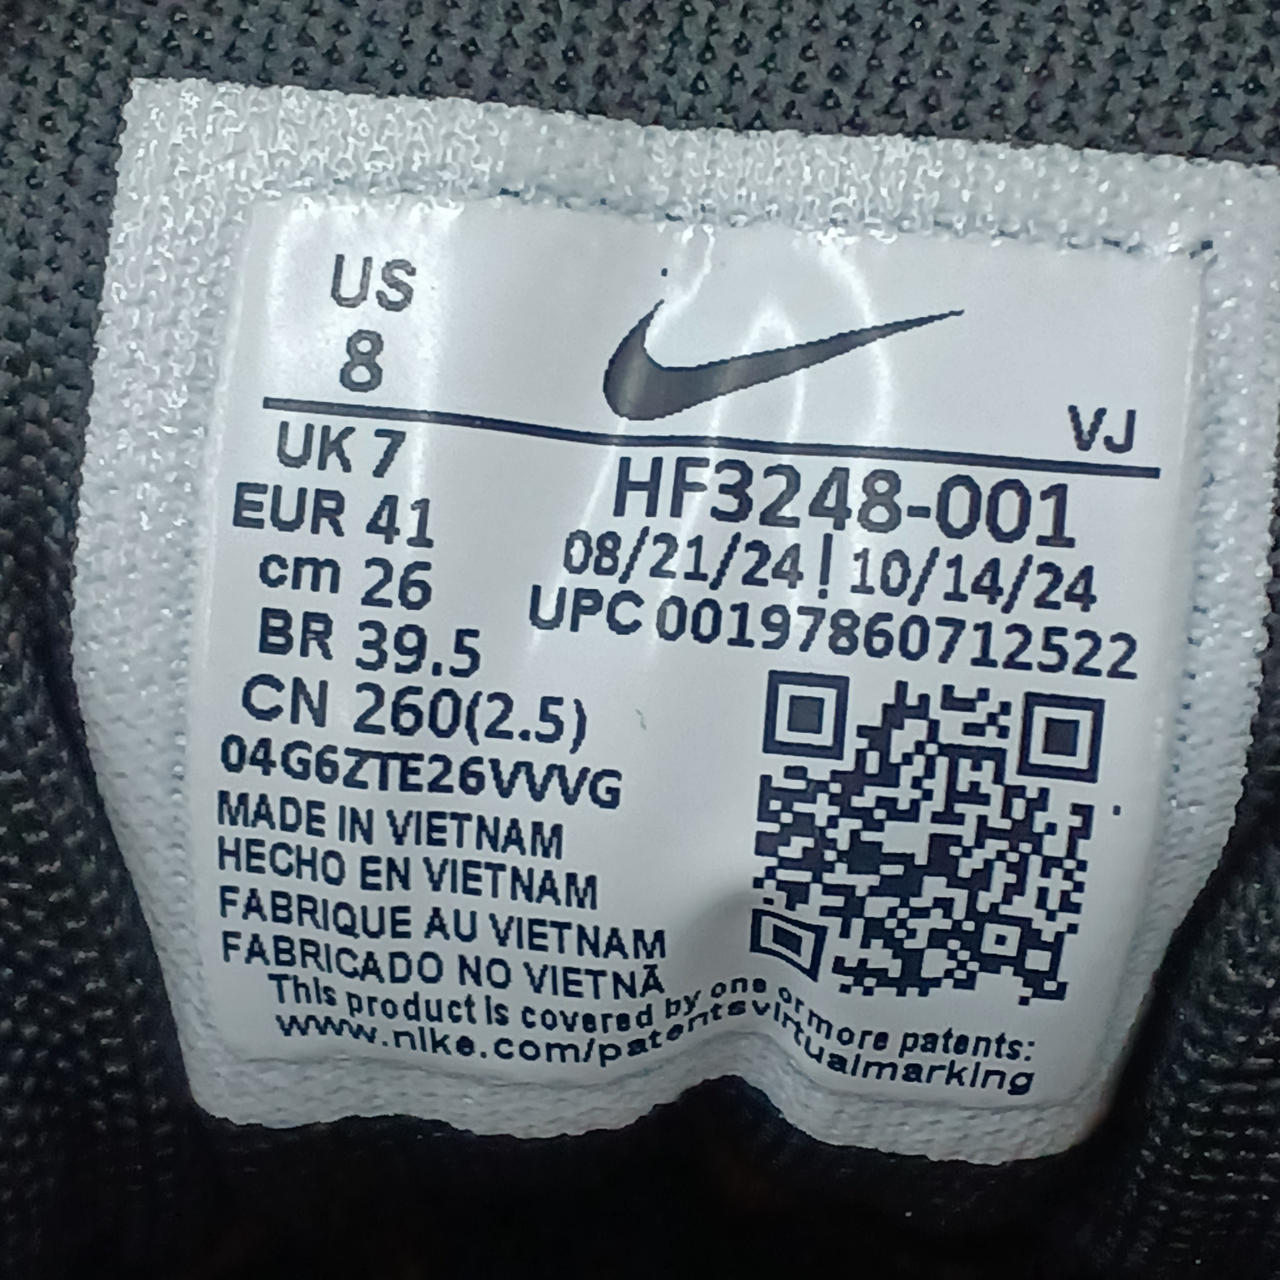 US
8
VJ
UK 7
EUR 41
cm 26
BR 39.5
CN 260(2.5)
HF3248-001
08/21/24 | 10/14/24
UPC 00197860712522
04G6ZTE26VVVG
MADE IN VIETNAM
HECHO EN VIETNAM
FABRIQUE AU VIETNAM
FABRICADO NO VIETNÃ
This product is covered by one or more patents:
www.nike.com/patentsvirtualmarking